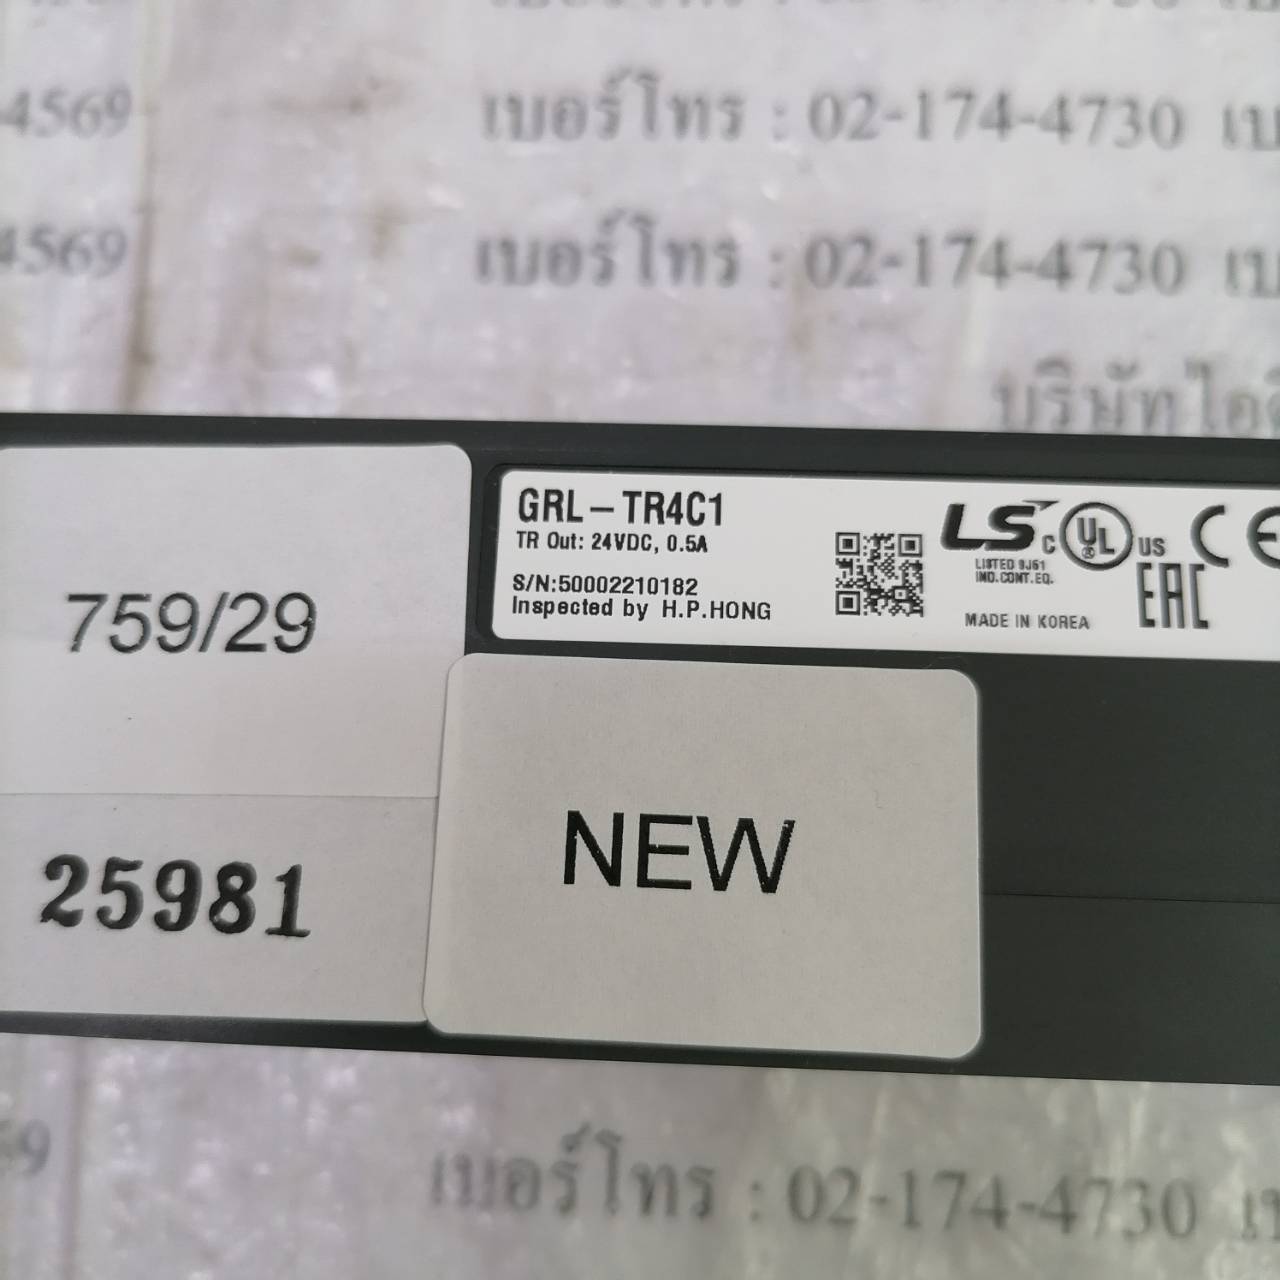 4569 เบอร์โทร : 02-174-4730
4569 เบอร์โทร : 02-174-4730
บริษัทไอ
759/29
25981
GRL-TR4C1
TR Out: 24VDC, 0.5A
S/N:50002210182
Inspected by H.P.HONG
LS
C UL US
LISTED 9J61
IND.CONT.EQ.
MADE IN KOREA
CE
EAC
NEW
69
เบอร์โทร : 02-174-4730